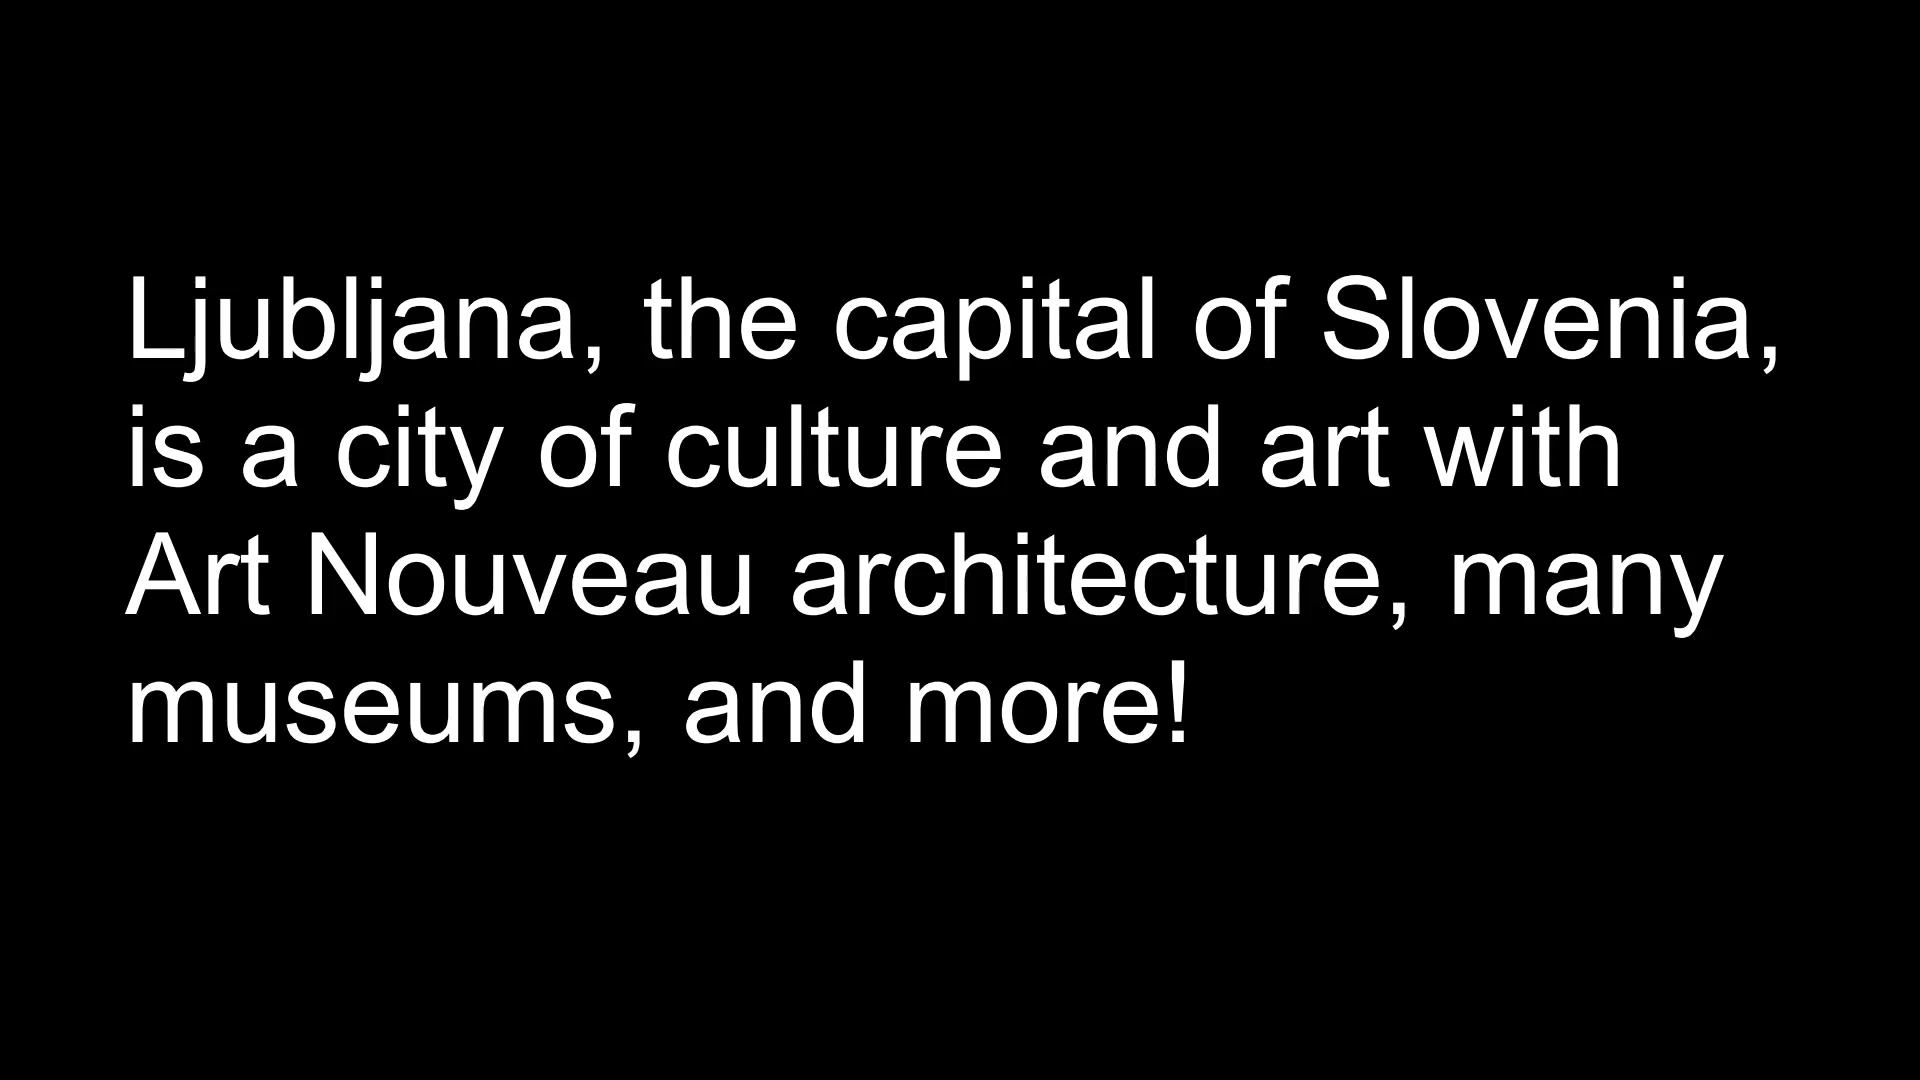 Ljubljana, the capital of Slovenia,
is a city of culture and art with
Art Nouveau architecture, many
museums, and more!